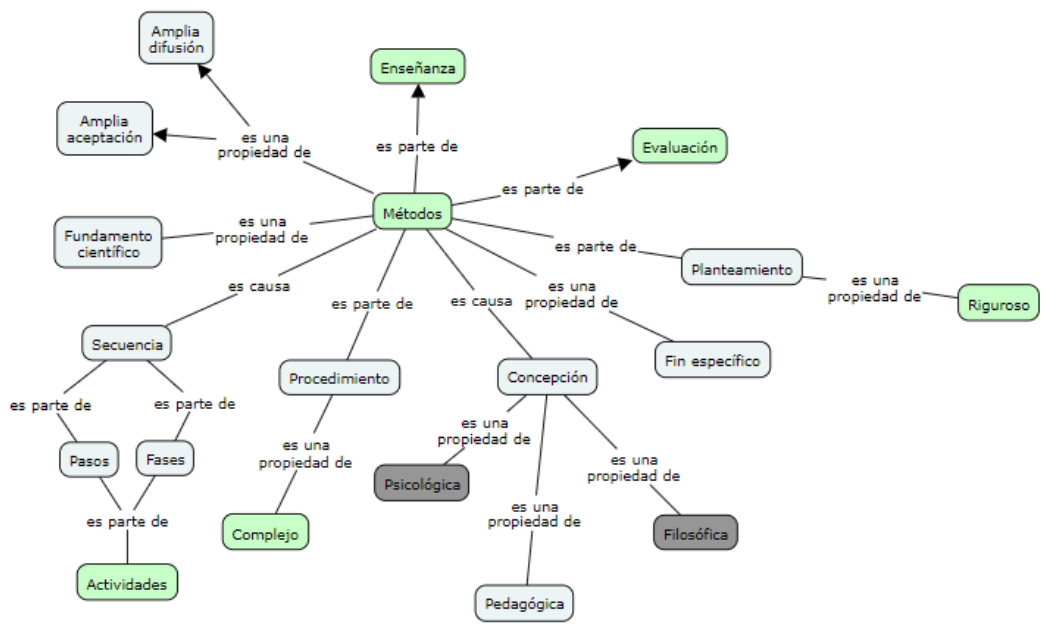 Amplia
difusión
Enseñanza
Amplia
aceptación
es una
propiedad de
es parte de
Evaluación
es parte de
Métodos
Fundamento
científico
es una
propiedad de
es parte de
Planteamiento
es una
propiedad de
Riguroso
es causa
es parte de
es causa
es una
propiedad de
Secuencia
Procedimiento
Concepción
Fin específico
es parte de
es parte de
es una
propiedad de
es una
propiedad de
es una
propiedad de
Pasos
Fases
Psicológica
es una
propiedad de
es parte de
Complejo
Filosófica
Actividades
Pedagógica